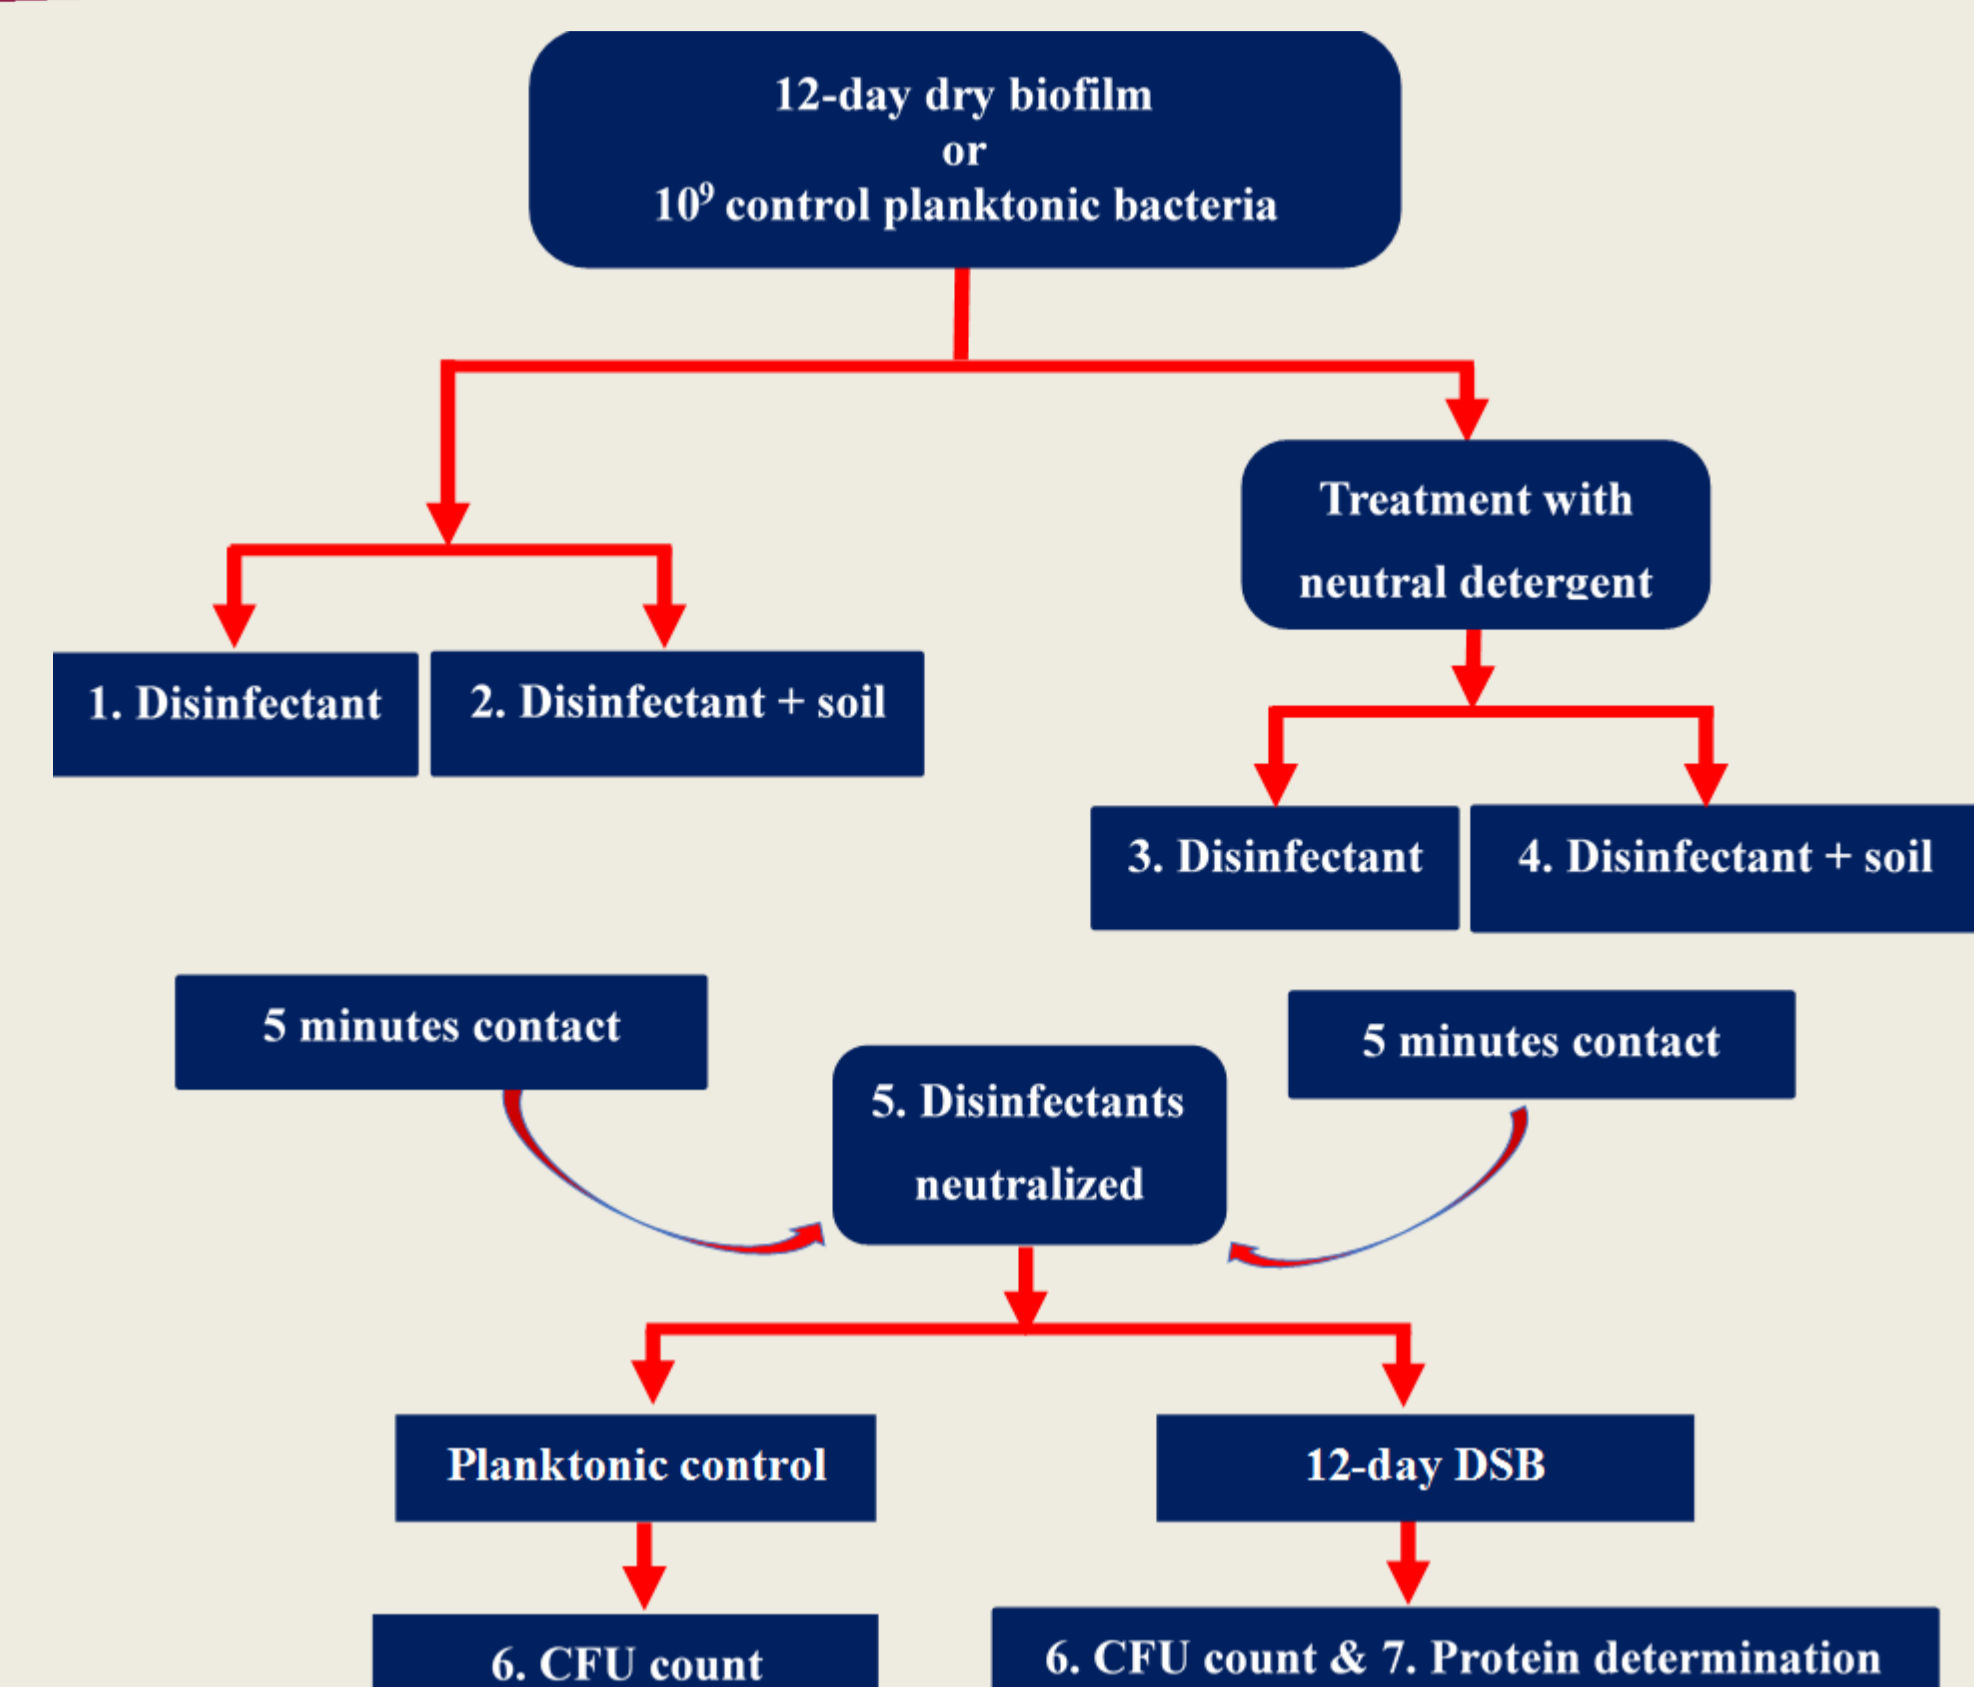 12-day dry biofilm
or
10⁹ control planktonic bacteria
Treatment with
neutral detergent
1. Disinfectant
2. Disinfectant + soil
3. Disinfectant
4. Disinfectant + soil
5 minutes contact
5 minutes contact
5. Disinfectants
neutralized
Planktonic control
12-day DSB
6. CFU count
6. CFU count & 7. Protein determination